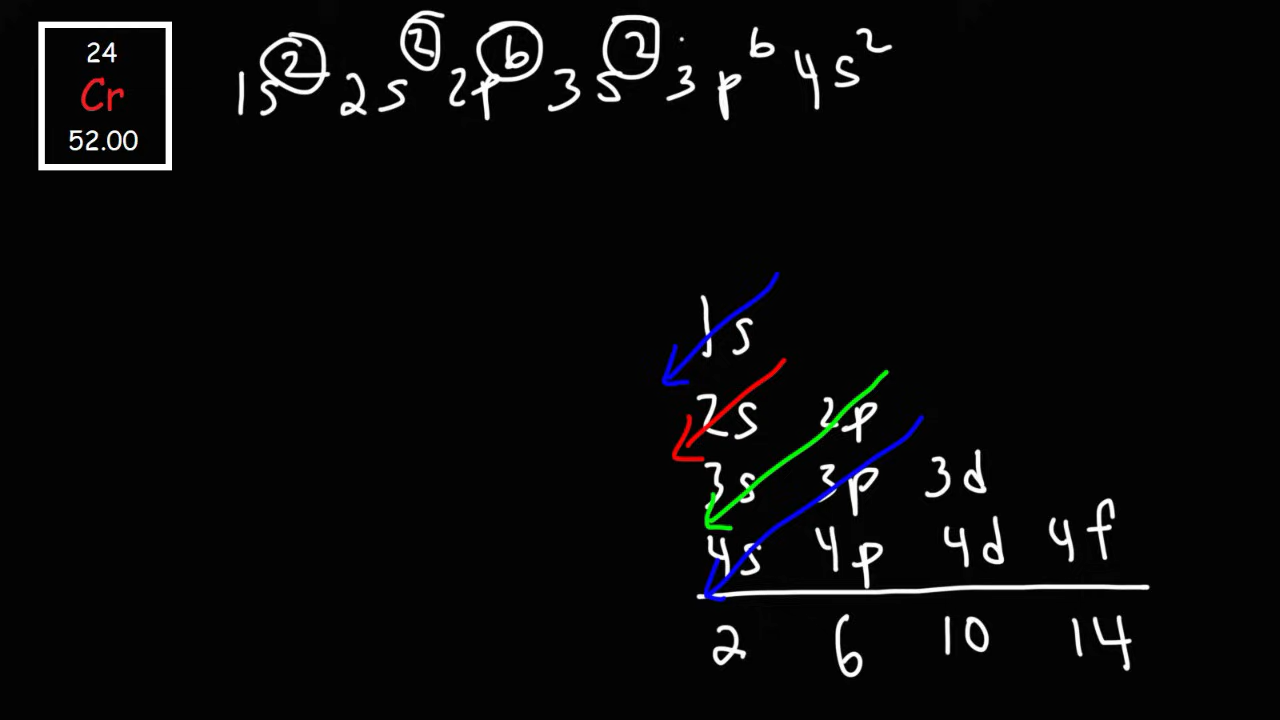 24
Cr
52.00
1s² 2s² 2p⁶ 3s² 3p⁶ 4s²
1s
2s 2p
3s 3p 3d
4s 4p 4d 4f
2 6 10 14